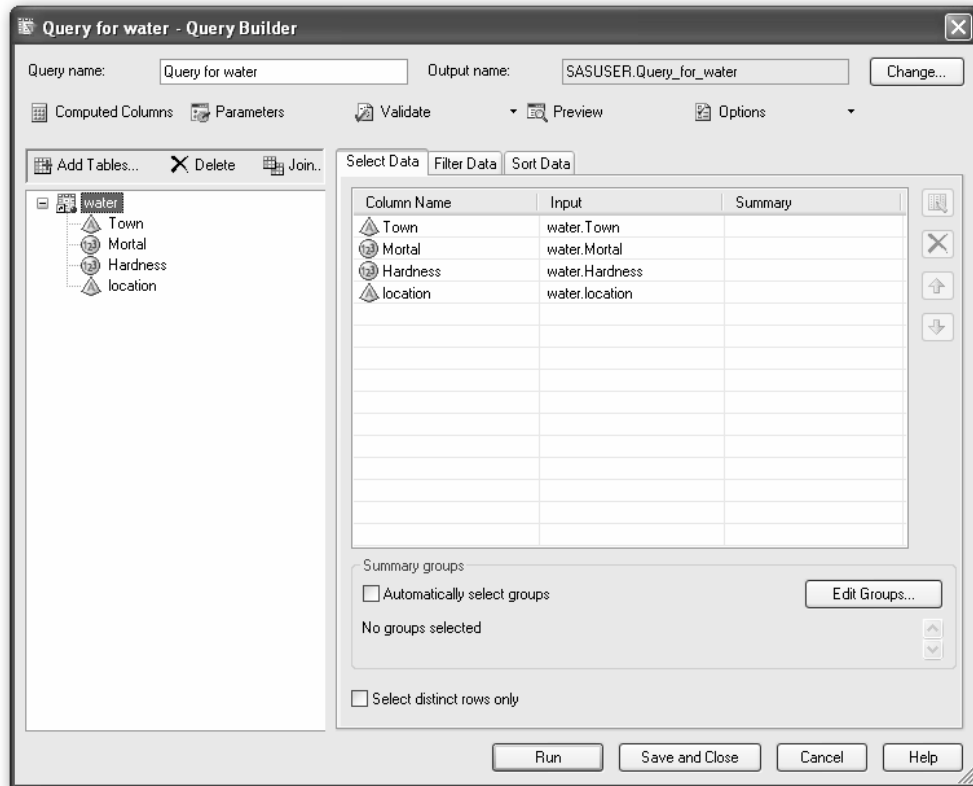 Query for water - Query Builder
Query name: Query for water Output name: SASUSER.Query_for_water Change...
Computed Columns Parameters Validate Preview Options
Add Tables... Delete Join..
Select Data Filter Data Sort Data
water
Town
Mortal
Hardness
location
Column Name Input Summary
Town water.Town
Mortal water.Mortal
Hardness water.Hardness
location water.location
Summary groups
Automatically select groups Edit Groups...
No groups selected
Select distinct rows only
Run Save and Close Cancel Help